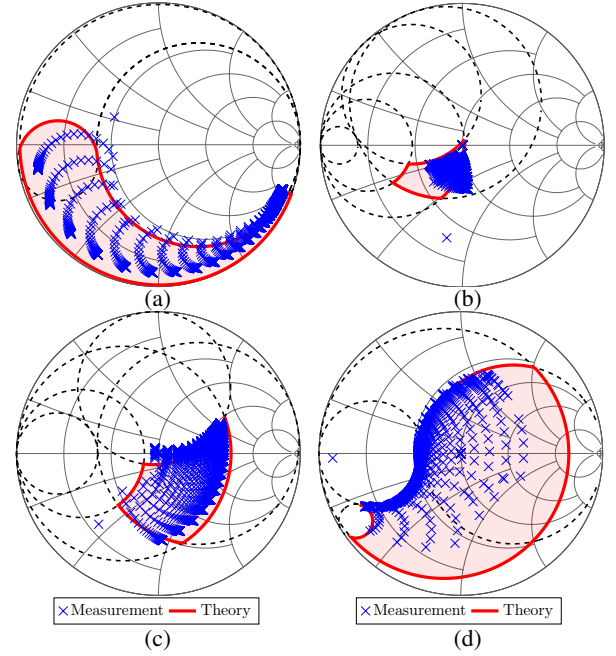 (a) (b)
× Measurement Theory × Measurement Theory
(c) (d)